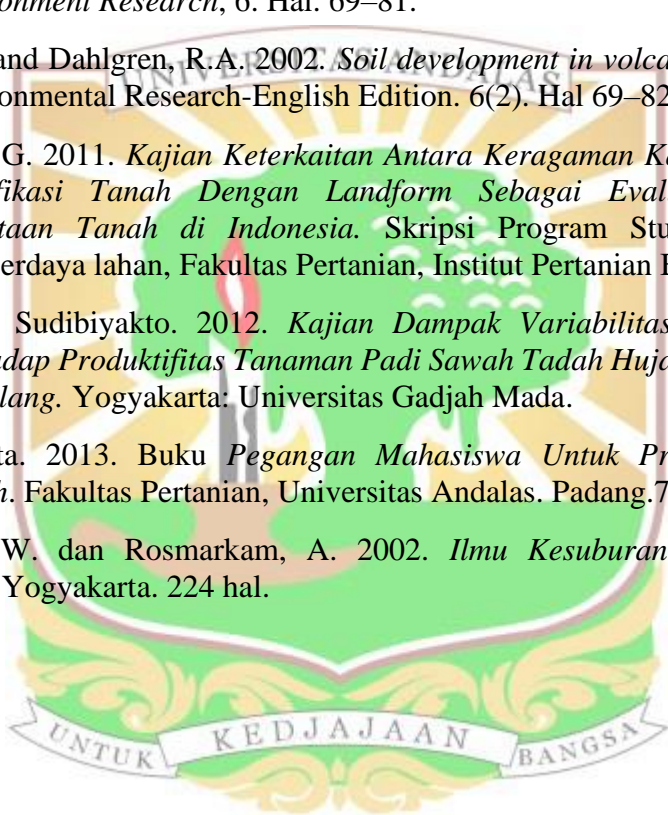 onment Research, 6. Hal. 69–81.
and Dahlgren, R.A. 2002. Soil development in volca
onmental Research-English Edition. 6(2). Hal 69–82
G. 2011. Kajian Keterkaitan Antara Keragaman Ka
fikasi Tanah Dengan Landform Sebagai Eval
taan Tanah di Indonesia. Skripsi Program Stu
erdaya lahan, Fakultas Pertanian, Institut Pertanian
Sudibiyakto. 2012. Kajian Dampak Variabilitas
dap Produktifitas Tanaman Padi Sawah Tadah Huja
lang. Yogyakarta: Universitas Gadjah Mada.
ta. 2013. Buku Pegangan Mahasiswa Untuk Pr
h. Fakultas Pertanian, Universitas Andalas. Padang.7
W. dan Rosmarkam, A. 2002. Ilmu Kesuburan
Yogyakarta. 224 hal.
UNIVERSITAS ANDALAS
UNTUK KEDJAJAAN BANGSA